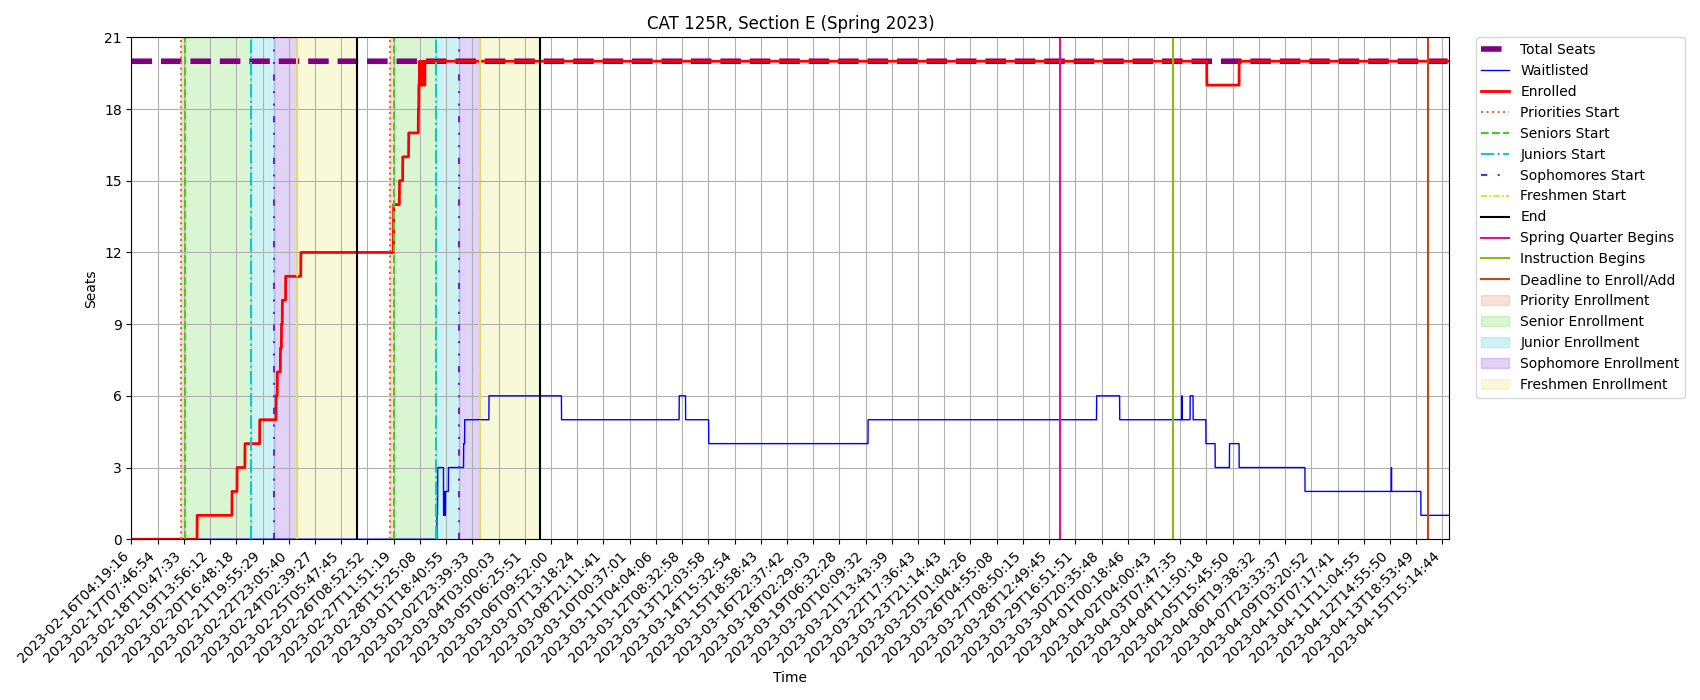 CAT 125R, Section E (Spring 2023)
Seats
21
18
15
12
9
6
3
0
2023-02-16T04:19:16
2023-02-17T07:46:54
2023-02-18T10:47:33
2023-02-19T13:56:12
2023-02-20T16:48:18
2023-02-21T19:55:29
2023-02-22T23:05:40
2023-02-24T02:39:27
2023-02-25T05:47:45
2023-02-26T08:52:52
2023-02-27T11:51:19
2023-02-28T15:25:08
2023-03-01T18:40:55
2023-03-02T23:39:33
2023-03-04T03:00:03
2023-03-05T06:25:51
2023-03-06T09:52:00
2023-03-07T13:18:24
2023-03-08T21:11:41
2023-03-10T00:37:01
2023-03-11T04:04:06
2023-03-12T08:32:58
2023-03-13T12:03:58
2023-03-14T15:32:54
2023-03-15T18:58:43
2023-03-16T22:37:42
2023-03-18T02:29:03
2023-03-19T06:32:28
2023-03-20T10:09:32
2023-03-21T13:43:39
2023-03-22T17:36:43
2023-03-23T21:14:43
2023-03-25T01:04:26
2023-03-26T04:55:08
2023-03-27T08:50:15
2023-03-28T12:49:45
2023-03-29T16:51:51
2023-03-30T20:35:48
2023-04-01T00:18:46
2023-04-02T04:00:43
2023-04-03T07:47:35
2023-04-04T11:50:18
2023-04-05T15:45:50
2023-04-06T19:38:32
2023-04-07T23:33:37
2023-04-09T03:20:52
2023-04-10T07:17:41
2023-04-11T11:04:55
2023-04-12T14:55:50
2023-04-13T18:53:49
2023-04-15T15:14:44
Time
Total Seats
Waitlisted
Enrolled
Priorities Start
Seniors Start
Juniors Start
Sophomores Start
Freshmen Start
End
Spring Quarter Begins
Instruction Begins
Deadline to Enroll/Add
Priority Enrollment
Senior Enrollment
Junior Enrollment
Sophomore Enrollment
Freshmen Enrollment